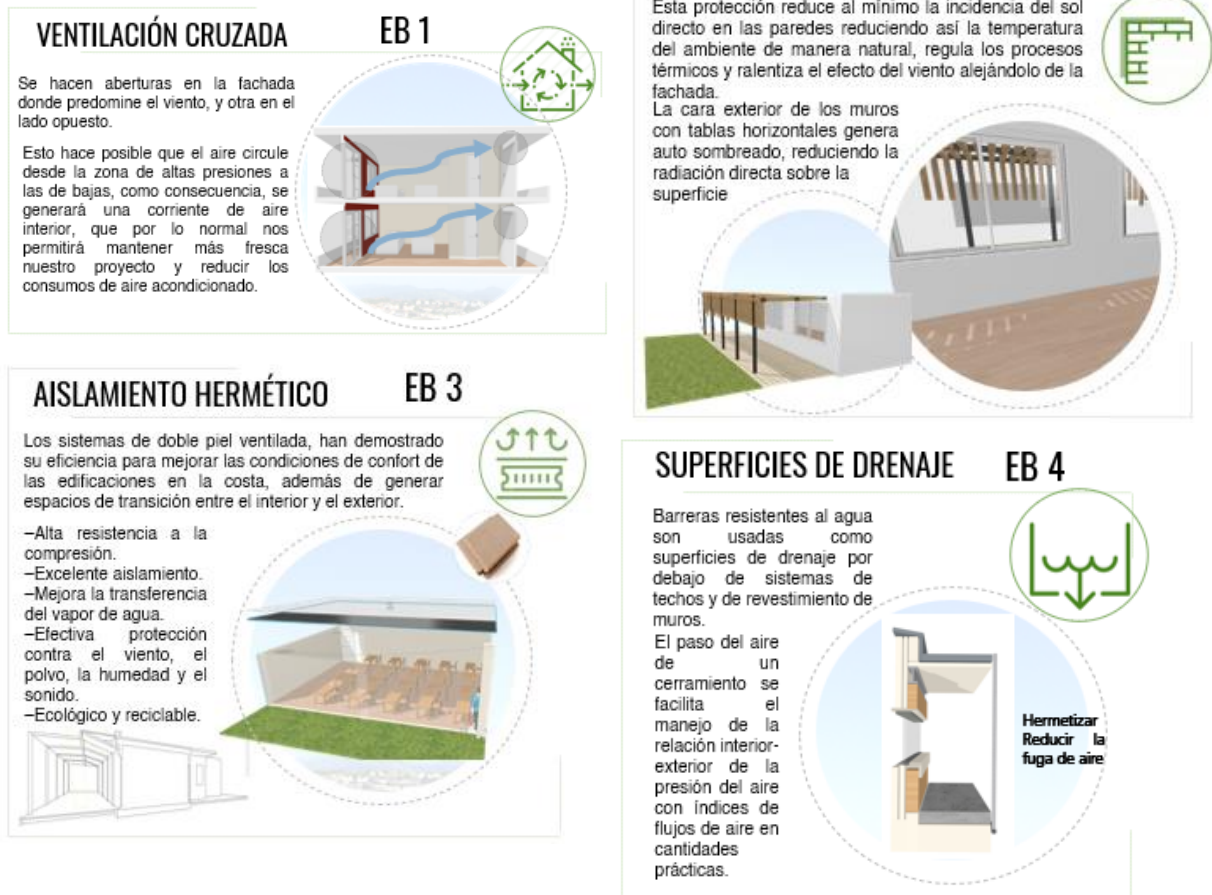 VENTILACIÓN CRUZADA
EB 1
Se hacen aberturas en la fachada
donde predomine el viento, y otra en el
lado opuesto.
Esto hace posible que el aire circule
desde la zona de altas presiones a
las de bajas, como consecuencia, se
generará una corriente de aire
interior, que por lo normal nos
permitirá mantener más fresca
nuestro proyecto y reducir los
consumos de aire acondicionado.
Esta protección reduce al mínimo la incidencia del sol
directo en las paredes reduciendo así la temperatura
del ambiente de manera natural, regula los procesos
térmicos y ralentiza el efecto del viento alejándolo de la
fachada.
La cara exterior de los muros
con tablas horizontales genera
auto sombreado, reduciendo la
radiación directa sobre la
superficie
AISLAMIENTO HERMÉTICO
EB 3
Los sistemas de doble piel ventilada, han demostrado
su eficiencia para mejorar las condiciones de confort de
las edificaciones en la costa, además de generar
espacios de transición entre el interior y el exterior.
–Alta resistencia a la
compresión.
–Excelente aislamiento.
–Mejora la transferencia
del vapor de agua.
–Efectiva protección
contra el viento, el
polvo, la humedad y el
sonido.
–Ecológico y reciclable.
SUPERFICIES DE DRENAJE
EB 4
Barreras resistentes al agua
son usadas como
superficies de drenaje por
debajo de sistemas de
techos y de revestimiento de
muros.
El paso del aire
de un
cerramiento se
facilita el
manejo de la
relación interior-
exterior de la
presión del aire
con índices de
flujos de aire en
cantidades
prácticas.
Hermetizar
Reducir la
fuga de aire